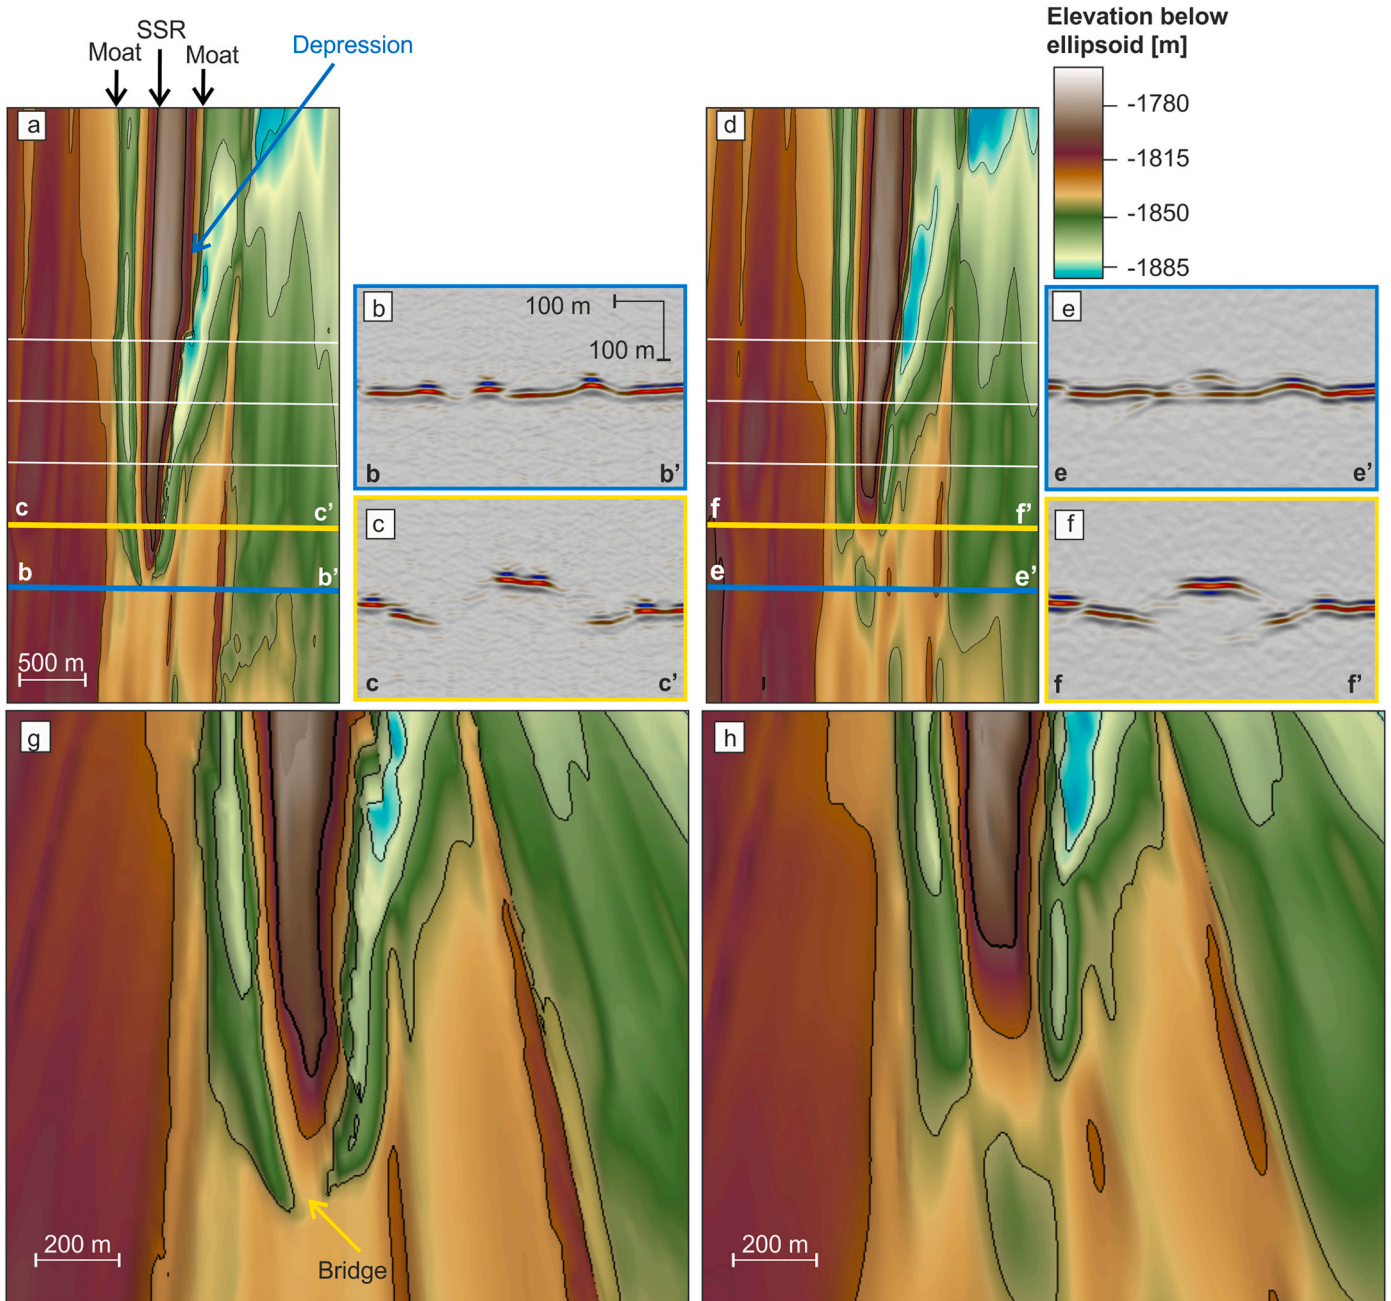 SSR
Moat
Moat
Depression
Elevation below
ellipsoid [m]
-1780
-1815
-1850
-1885
a
c
c'
b
b'
500 m
b
100 m
100 m
b
b'
c
c
c'
d
f
f'
e
e'
e
e
e'
f
f
f'
g
Bridge
200 m
h
200 m